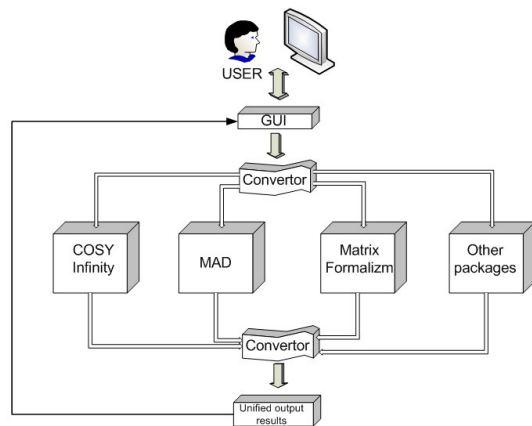 USER
GUI
Convertor
COSY
Infinity
MAD
Matrix
Formalizm
Other
packages
Convertor
Unified output
results